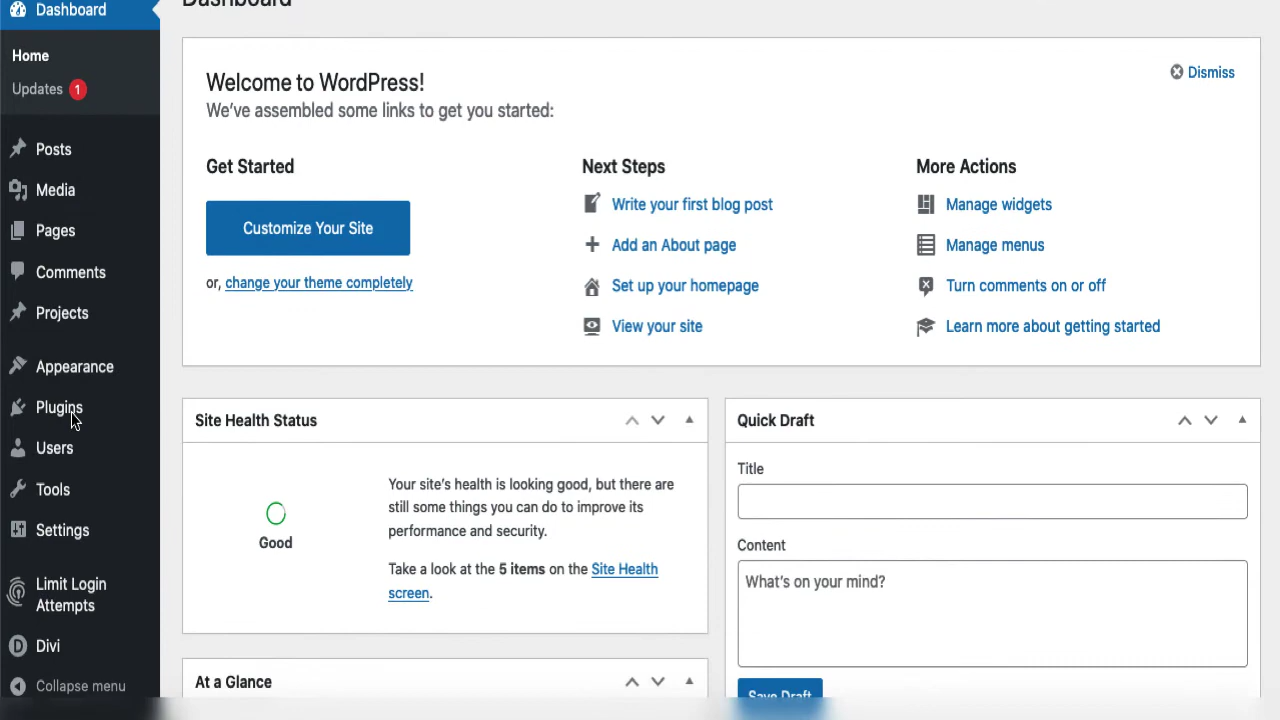 Dashboard
Dashboard
Home
Updates 1
Posts
Media
Pages
Comments
Projects
Appearance
Plugins
Users
Tools
Settings
Limit Login
Attempts
Divi
Collapse menu
Welcome to WordPress!
Dismiss
We've assembled some links to get you started:
Get Started
Customize Your Site
or, change your theme completely
Next Steps
Write your first blog post
Add an About page
Set up your homepage
View your site
More Actions
Manage widgets
Manage menus
Turn comments on or off
Learn more about getting started
Site Health Status
Good
Your site's health is looking good, but there are
still some things you can do to improve its
performance and security.
Take a look at the 5 items on the Site Health
screen.
At a Glance
Quick Draft
Title
Content
What's on your mind?
Save Draft